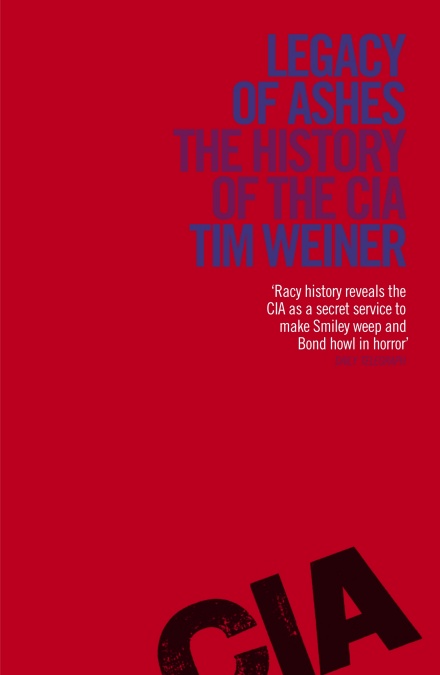 LEGACY
OF ASHES
THE HISTORY
OF THE CIA
TIM WEINER
‘Racy history reveals the
CIA as a secret service to
make Smiley weep and
Bond howl in horror’
CIA